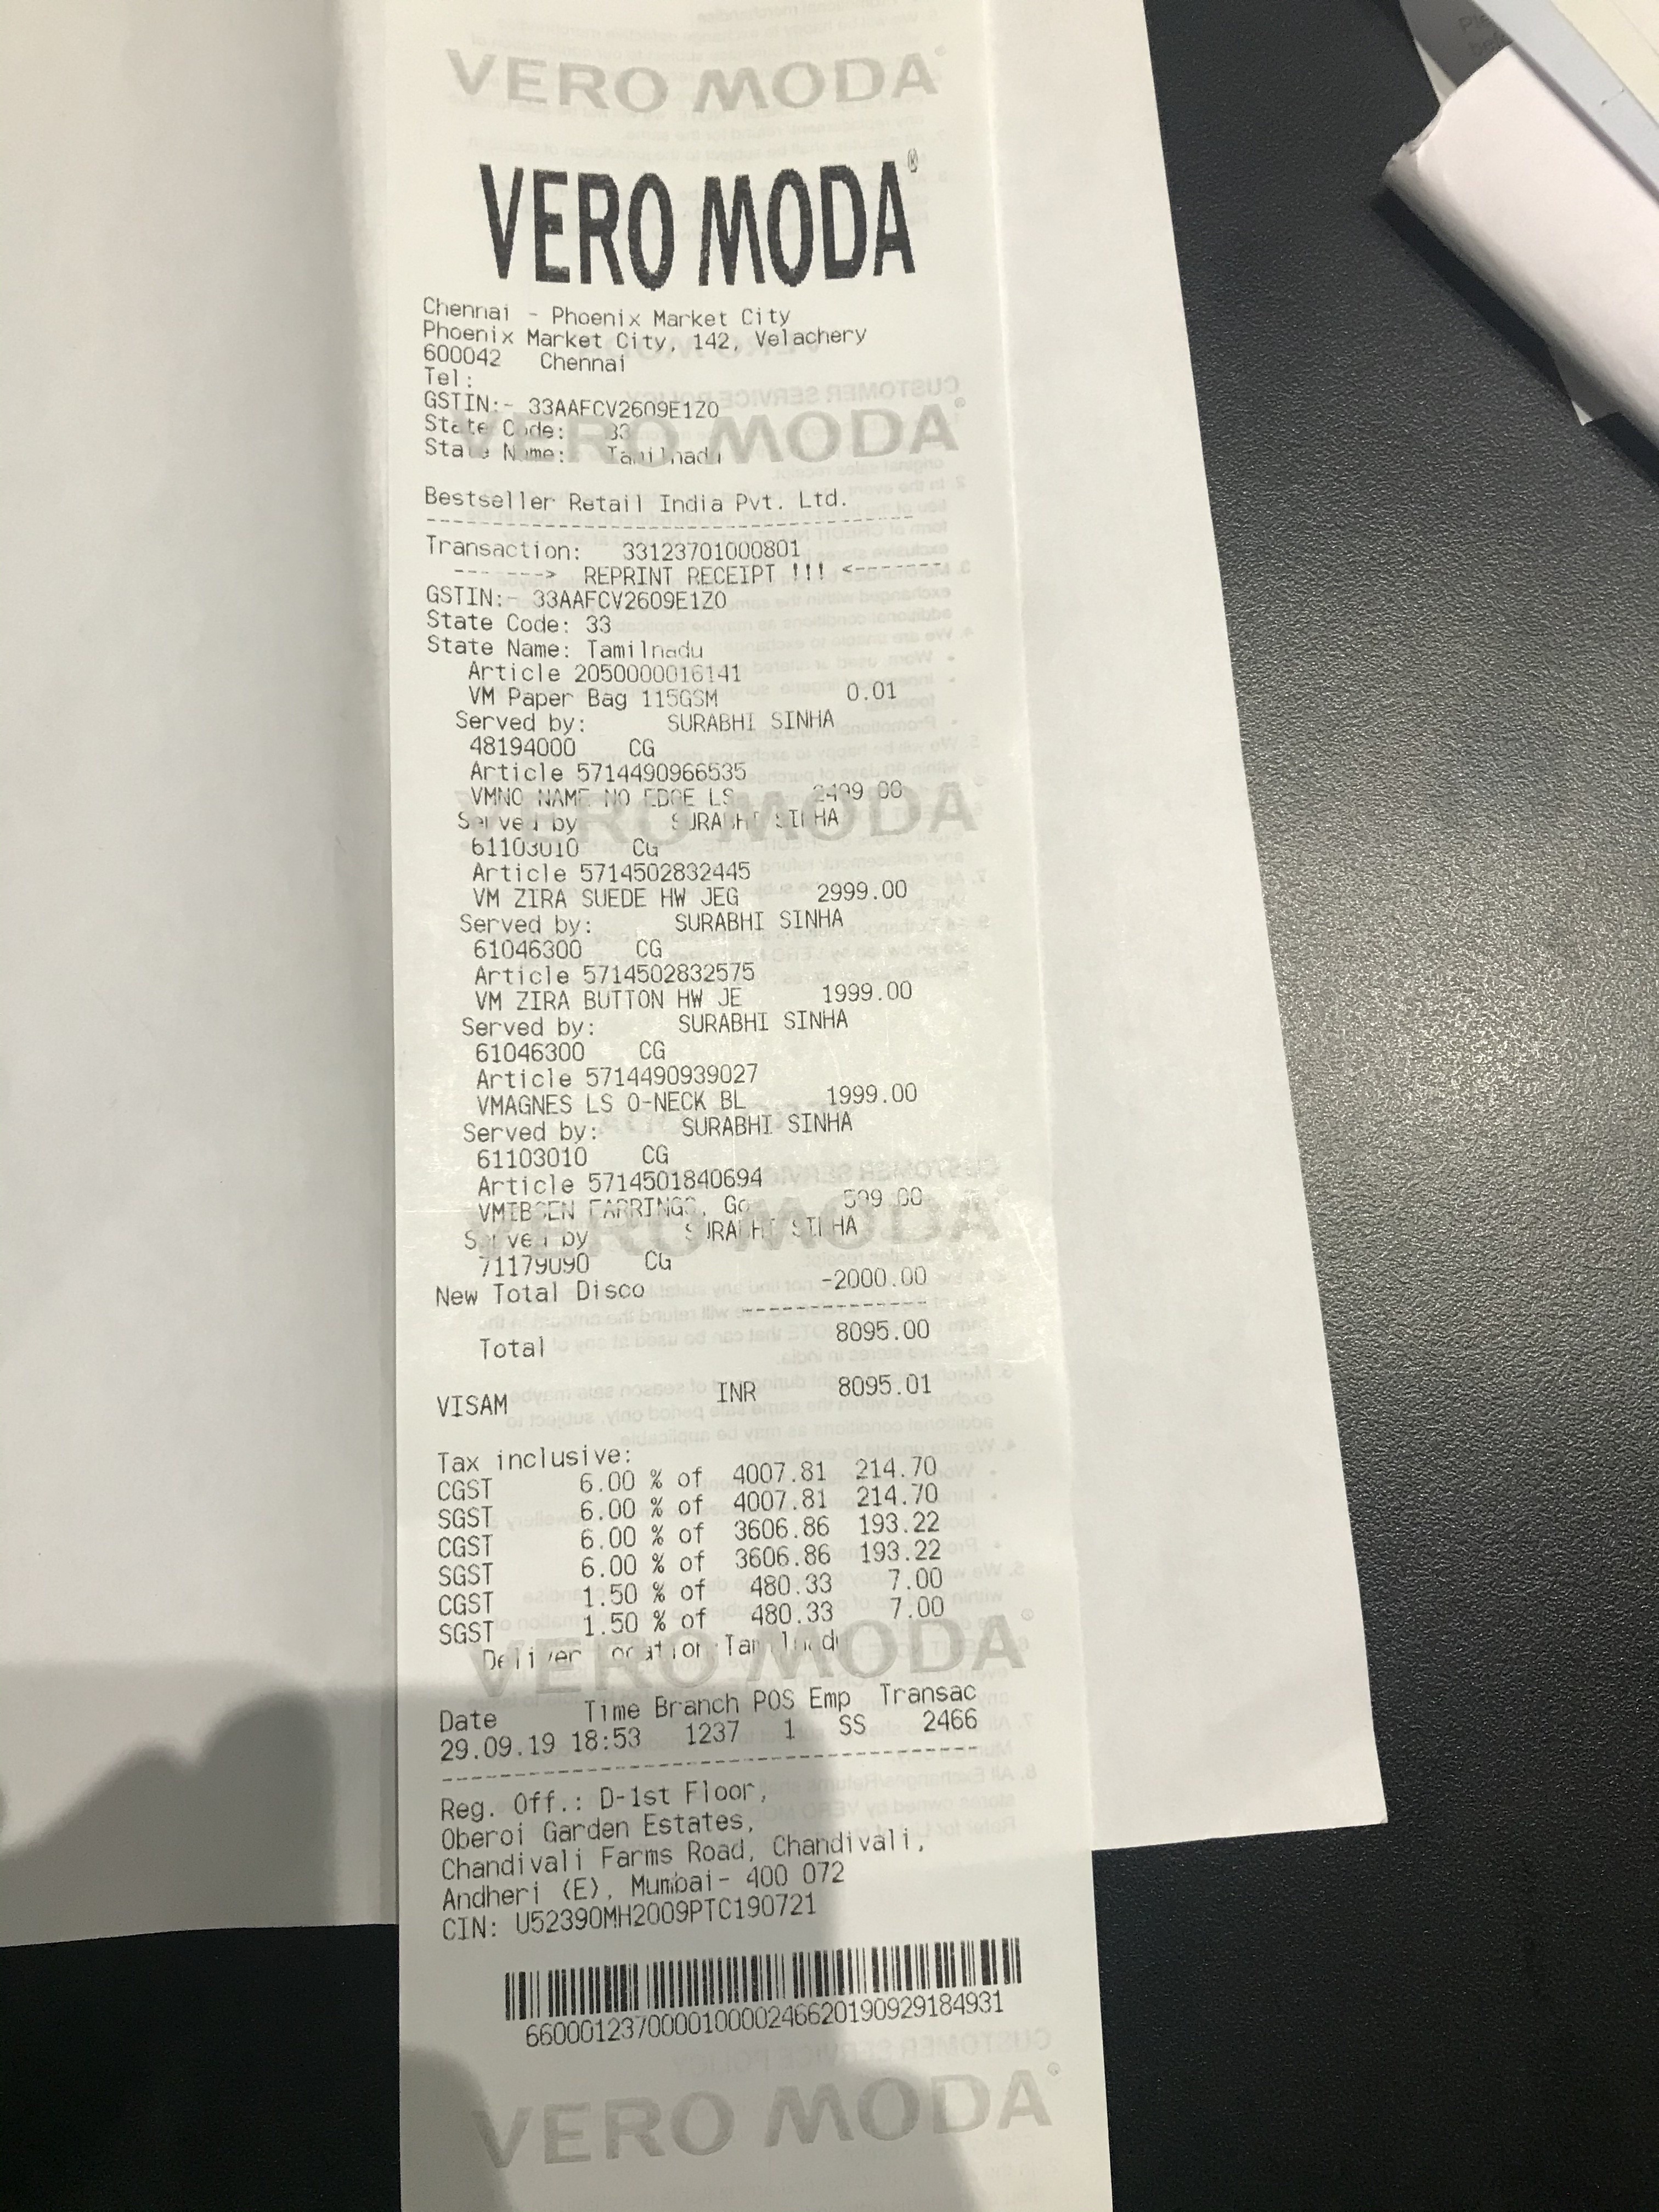 VERO MODA
VERO MODA®
Chennai - Phoenix Market City
Phoenix Market City, 142, Velachery
600042 Chennai
Tel:
GSTIN:- 33AAFCV2609E1Z0
State Code: 33
State Name: Tamilnadu
VERO MODA
Bestseller Retail India Pvt. Ltd.
--------------------------------------
Transaction: 33123701000801
-------> REPRINT RECEIPT !!! <-------
GSTIN:- 33AAFCV2609E1Z0
State Code: 33
State Name: Tamilnadu
Article 2050000016141
VM Paper Bag 115GSM 0.01
Served by: SURABHI SINHA
48194000 CG
Article 5714490966535
VMNO NAME NO EDGE LS 2499.00
VERO MODA
Served by SURABHI SINHA
61103010 CG
Article 5714502832445
VM ZIRA SUEDE HW JEG 2999.00
Served by: SURABHI SINHA
61046300 CG
Article 5714502832575
VM ZIRA BUTTON HW JE 1999.00
Served by: SURABHI SINHA
61046300 CG
Article 5714490939027
VMAGNES LS O-NECK BL 1999.00
Served by: SURABHI SINHA
61103010 CG
Article 5714501840694
VMIBSEN EARRINGS, Go 599.00
VERO MODA
Served by SURABHI SINHA
71179090 CG
New Total Disco -2000.00
--------------
Total 8095.00
VISAM INR 8095.01
Tax inclusive:
CGST 6.00 % of 4007.81 214.70
SGST 6.00 % of 4007.81 214.70
CGST 6.00 % of 3606.86 193.22
SGST 6.00 % of 3606.86 193.22
CGST 1.50 % of 480.33 7.00
SGST 1.50 % of 480.33 7.00
Deliver Location Tamilnadu
VERO MODA
Date Time Branch POS Emp Transac
29.09.19 18:53 1237 1 SS 2466
--------------------------------------
Reg. Off.: D-1st Floor,
Oberoi Garden Estates,
Chandivali Farms Road, Chandivali,
Andheri (E), Mumbai- 400 072
CIN: U52390MH2009PTC190721
660001237000010000246620190929184931
VERO MODA